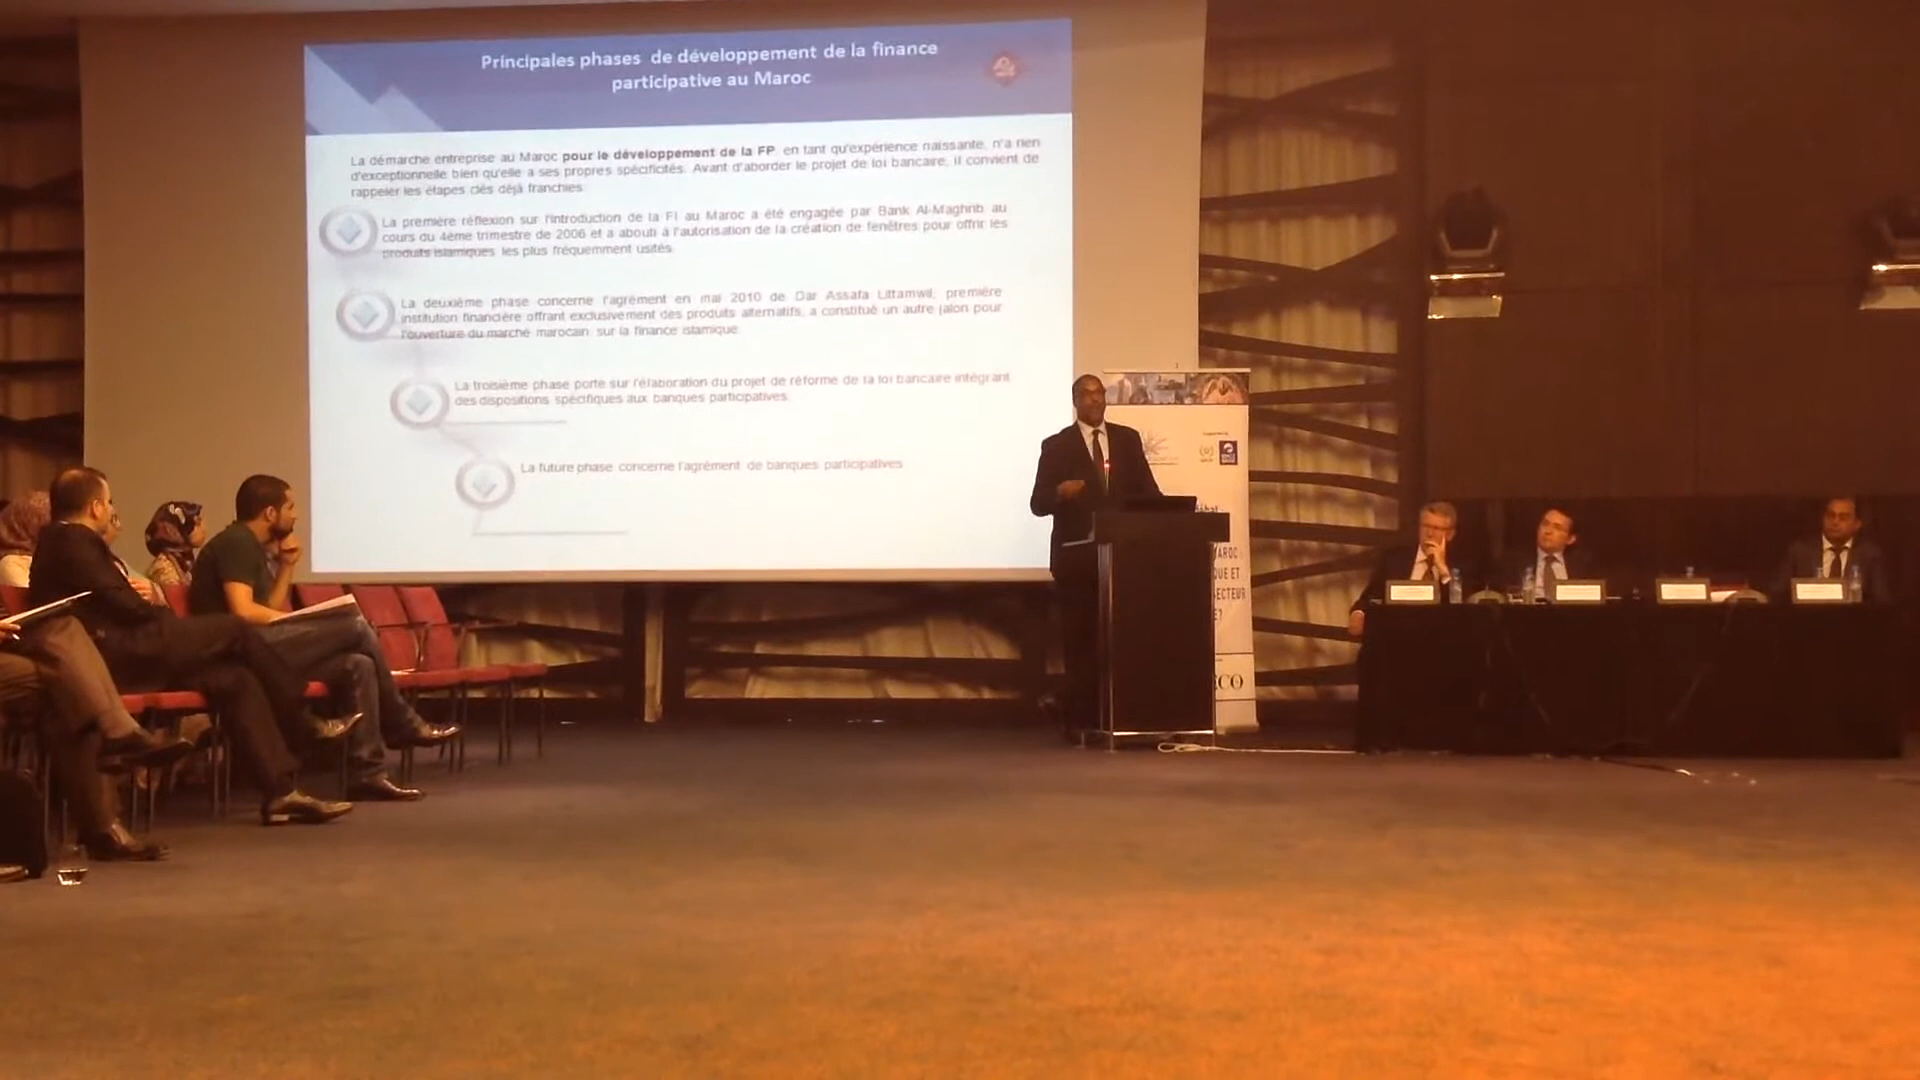 Principales phases de développement de la finance
participative au Maroc
La démarche entreprise au Maroc pour le développement de la FP, en tant qu'expérience naissante, n'a rien
d'exceptionnelle bien qu'elle a ses propres spécificités. Avant d'aborder le projet de loi bancaire, il convient de
rappeler les étapes clés déjà franchies
La première réflexion sur l'introduction de la FI au Maroc a été engagée par Bank Al-Maghrib au
cours du 4ème trimestre de 2006 et a abouti à l'autorisation de la création de fenêtres pour offrir les
produits islamiques les plus fréquemment usités.
La deuxième phase concerne l'agrément en mai 2010 de Dar Assafa Littamwil, première
institution financière offrant exclusivement des produits alternatifs, a constitué un autre jalon pour
l'ouverture du marché marocain sur la finance islamique.
La troisième phase porte sur l'élaboration du projet de réforme de la loi bancaire intégrant
des dispositions spécifiques aux banques participatives.
La future phase concerne l'agrément de banques participatives
AROC
QUE ET
SECTEUR
E?
CO